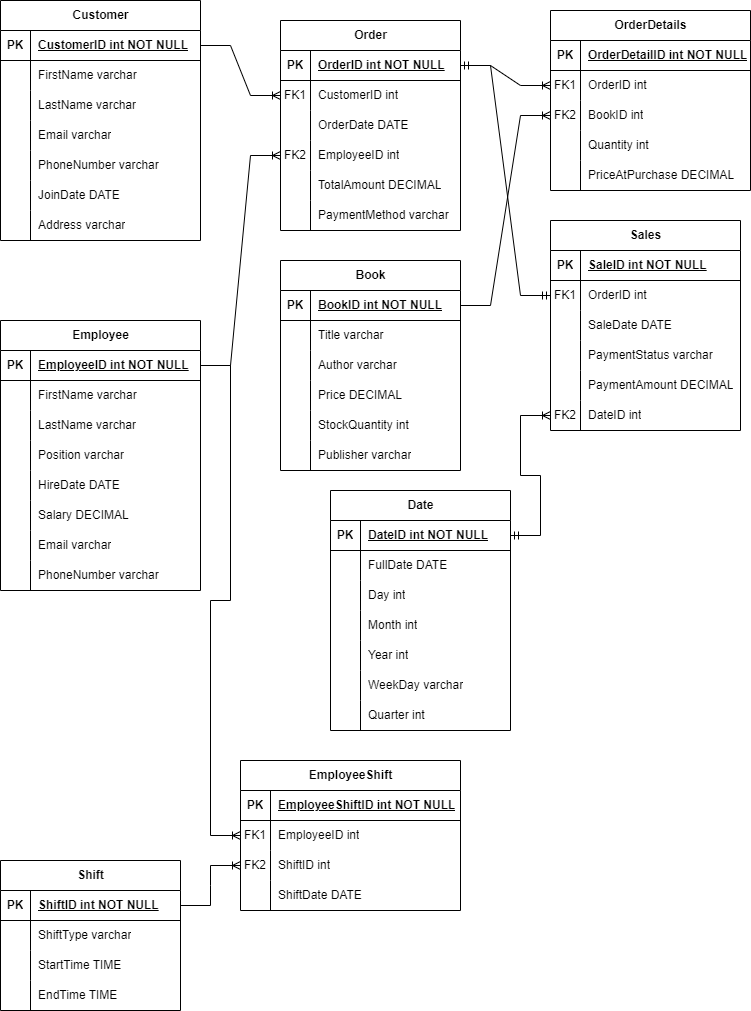 Customer
PK CustomerID int NOT NULL
FirstName varchar
LastName varchar
Email varchar
PhoneNumber varchar
JoinDate DATE
Address varchar
Order
PK OrderID int NOT NULL
FK1 CustomerID int
OrderDate DATE
FK2 EmployeeID int
TotalAmount DECIMAL
PaymentMethod varchar
OrderDetails
PK OrderDetailID int NOT NULL
FK1 OrderID int
FK2 BookID int
Quantity int
PriceAtPurchase DECIMAL
Sales
PK SaleID int NOT NULL
FK1 OrderID int
SaleDate DATE
PaymentStatus varchar
PaymentAmount DECIMAL
FK2 DateID int
Book
PK BookID int NOT NULL
Title varchar
Author varchar
Price DECIMAL
StockQuantity int
Publisher varchar
Employee
PK EmployeeID int NOT NULL
FirstName varchar
LastName varchar
Position varchar
HireDate DATE
Salary DECIMAL
Email varchar
PhoneNumber varchar
Date
PK DateID int NOT NULL
FullDate DATE
Day int
Month int
Year int
WeekDay varchar
Quarter int
EmployeeShift
PK EmployeeShiftID int NOT NULL
FK1 EmployeeID int
FK2 ShiftID int
ShiftDate DATE
Shift
PK ShiftID int NOT NULL
ShiftType varchar
StartTime TIME
EndTime TIME